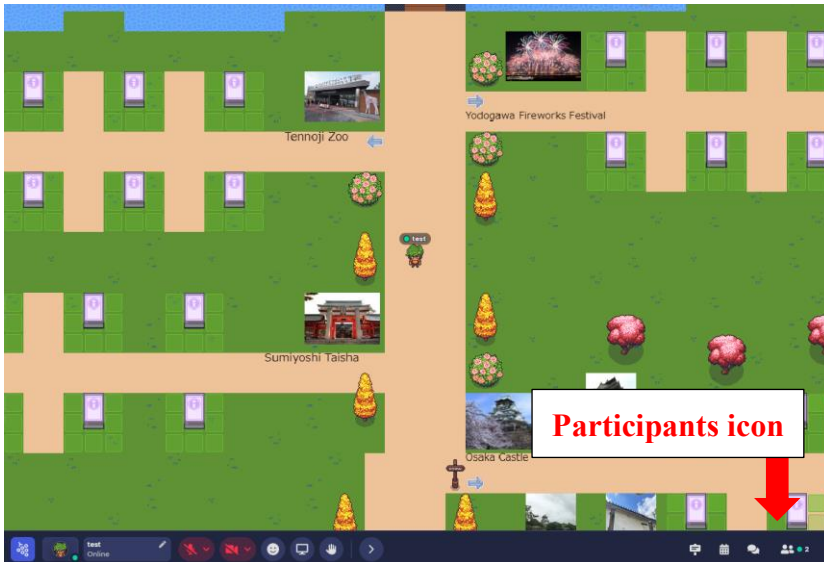 Yodogawa Fireworks Festival
Tennoji Zoo
test
Sumiyoshi Taisha
Participants icon
Osaka Castle
test
Online
2